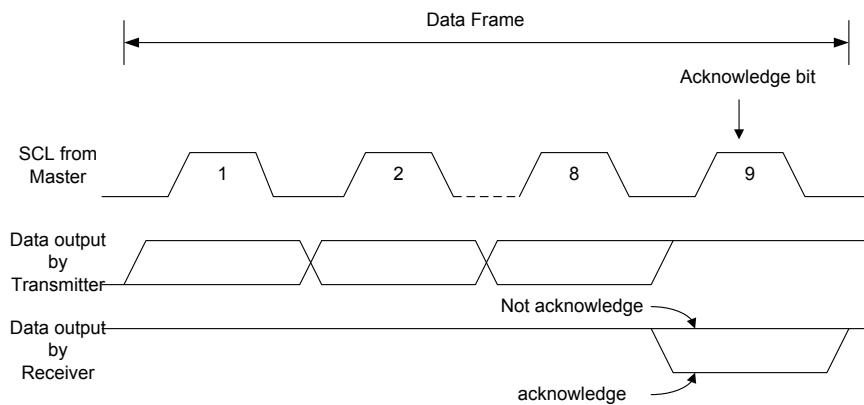 Data Frame
Acknowledge bit
SCL from
Master
1
2
8
9
Data output
by
Transmitter
Not acknowledge
Data output
by
Receiver
acknowledge